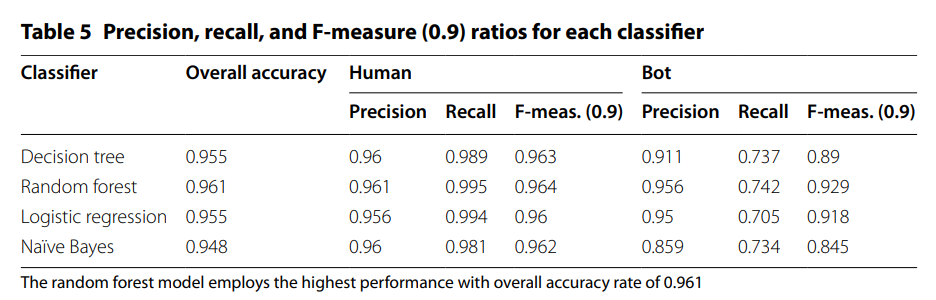 Table 5 Precision, recall, and F-measure (0.9) ratios for each classifier
Classifier Overall accuracy Human Bot
Precision Recall F-meas. (0.9) Precision Recall F-meas. (0.9)
Decision tree 0.955 0.96 0.989 0.963 0.911 0.737 0.89
Random forest 0.961 0.961 0.995 0.964 0.956 0.742 0.929
Logistic regression 0.955 0.956 0.994 0.96 0.95 0.705 0.918
Naïve Bayes 0.948 0.96 0.981 0.962 0.859 0.734 0.845
The random forest model employs the highest performance with overall accuracy rate of 0.961